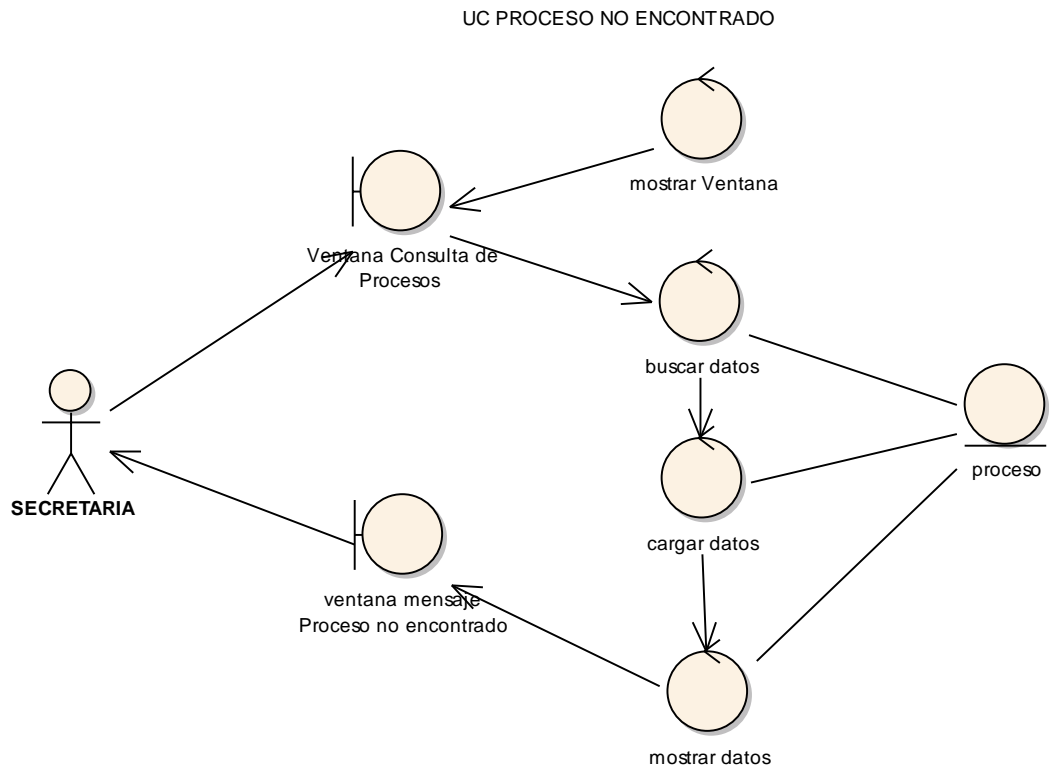 UC PROCESO NO ENCONTRADO
mostrar Ventana
Ventana Consulta de
Procesos
buscar datos
proceso
SECRETARIA
cargar datos
ventana mensaje
Proceso no encontrado
mostrar datos